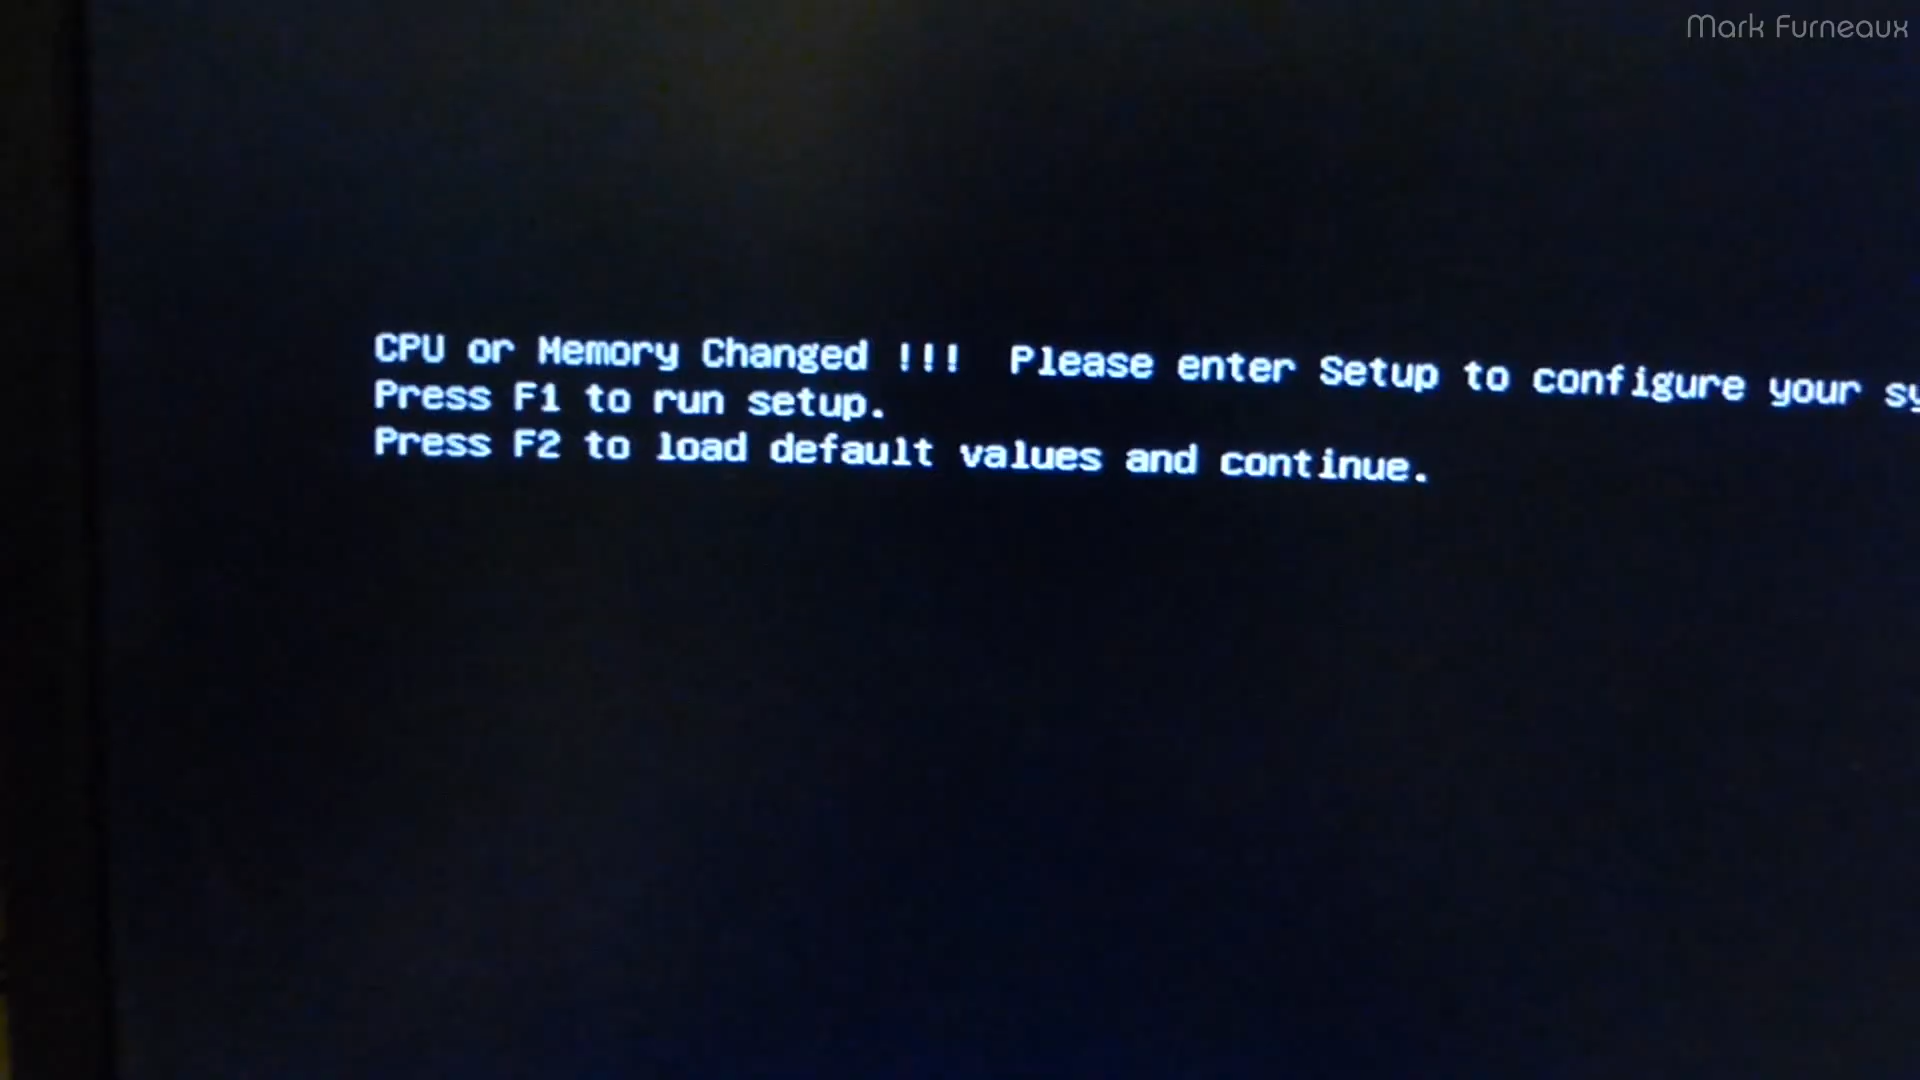 Mark Furneaux
CPU or Memory Changed !!!  Please enter Setup to configure your sy
Press F1 to run setup.
Press F2 to load default values and continue.